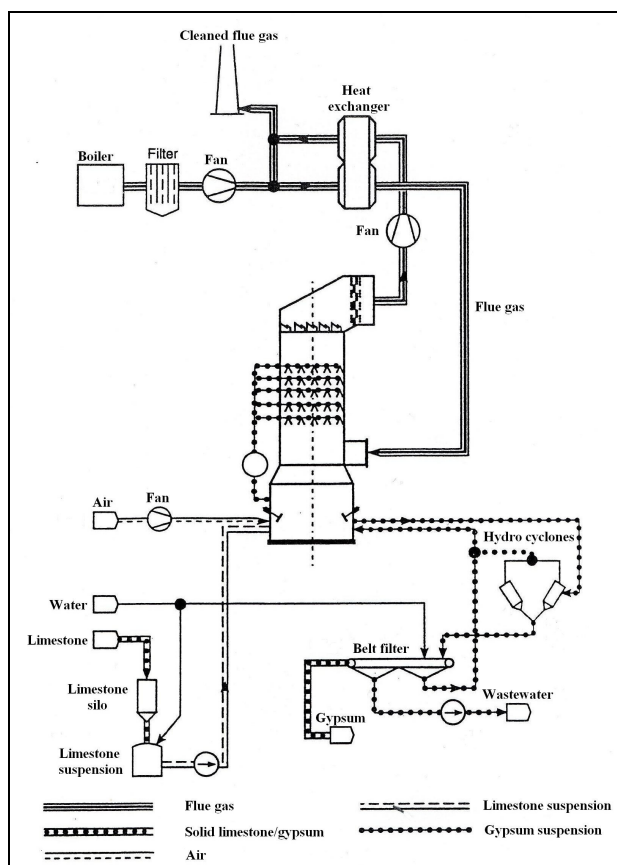 Cleaned flue gas
Heat
exchanger
Boiler
Filter
Fan
Fan
Flue gas
Air
Fan
Hydro cyclones
Water
Limestone
Belt filter
Limestone
silo
Wastewater
Gypsum
Limestone
suspension
Flue gas
Limestone suspension
Solid limestone/gypsum
Gypsum suspension
Air